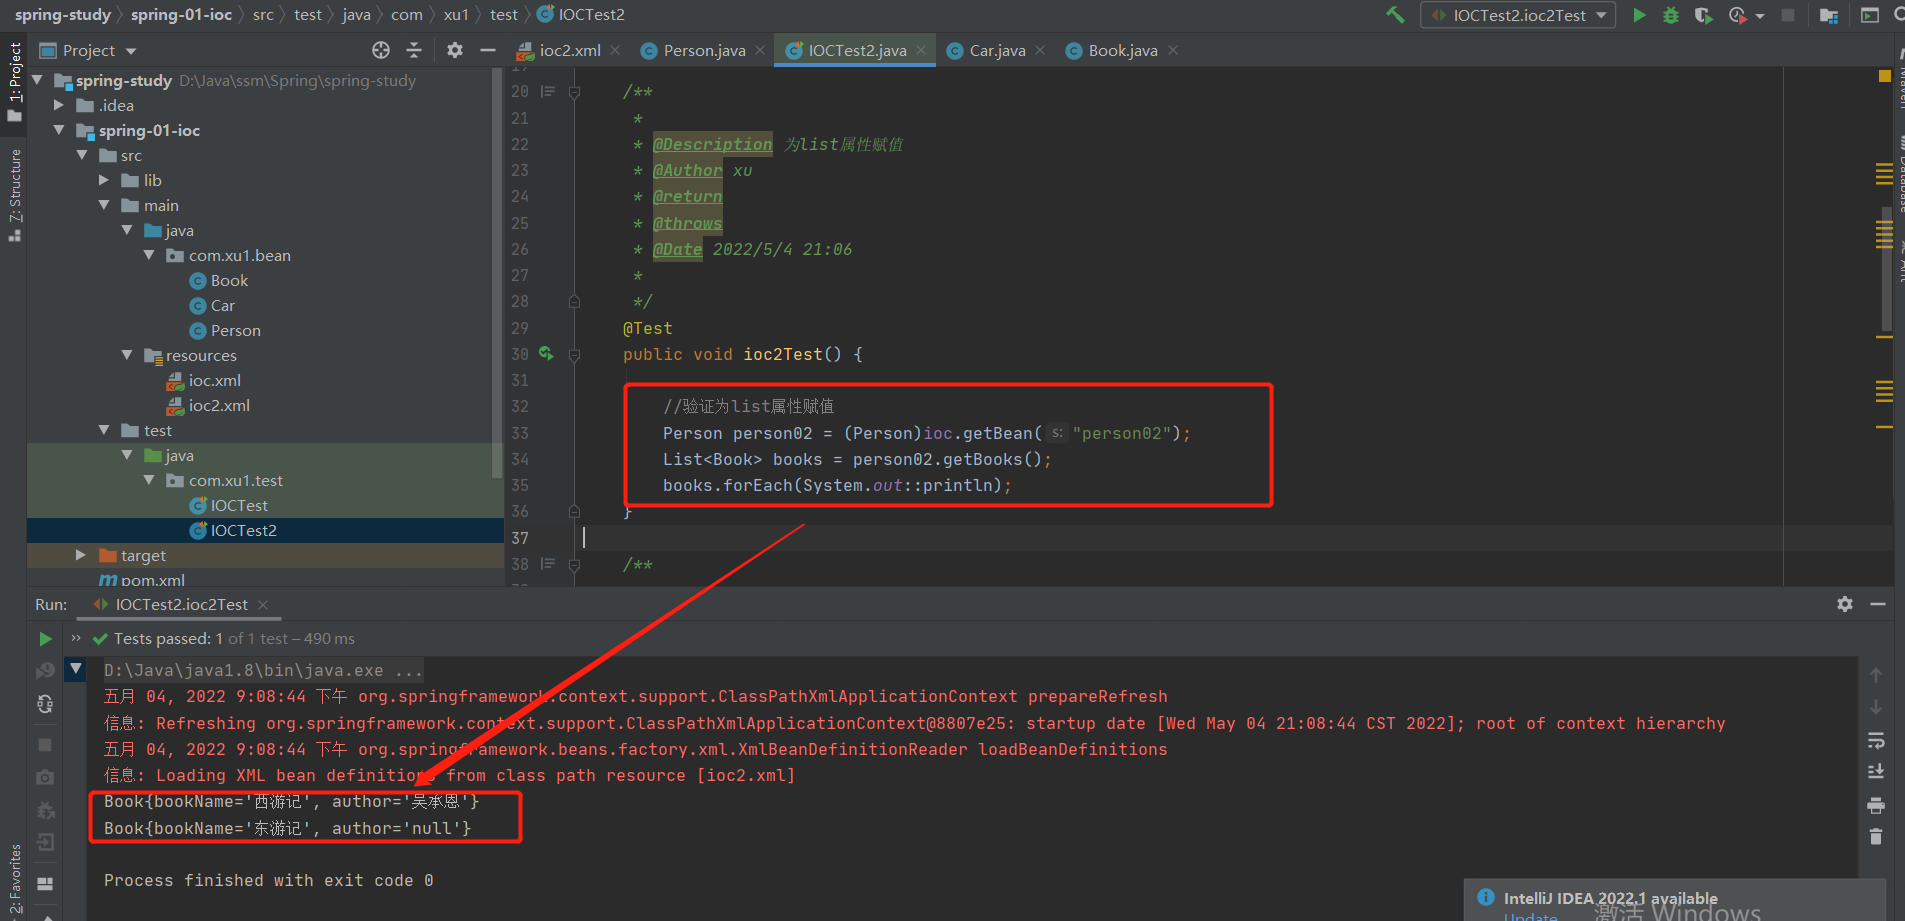 spring-study spring-01-ioc src test java com xu1 test IOCTest2
IOCTest2.ioc2Test
Project
ioc2.xml Person.java IOCTest2.java Car.java Book.java
1: Project
7: Structure
2: Favorites
spring-study D:\Java\ssm\Spring\spring-study
.idea
spring-01-ioc
src
lib
main
java
com.xu1.bean
Book
Car
Person
resources
ioc.xml
ioc2.xml
test
java
com.xu1.test
IOCTest
IOCTest2
target
pom.xml
20 /**
21 *
22 * @Description 为list属性赋值
23 * @Author xu
24 * @return
25 * @throws
26 * @Date 2022/5/4 21:06
27 *
28 */
29 @Test
30 public void ioc2Test() {
31
32 //验证为list属性赋值
33 Person person02 = (Person)ioc.getBean( s: "person02");
34 List<Book> books = person02.getBooks();
35 books.forEach(System.out::println);
36 }
37
38 /**
Maven
Database
Run: IOCTest2.ioc2Test
Tests passed: 1 of 1 test – 490 ms
D:\Java\java1.8\bin\java.exe ...
五月 04, 2022 9:08:44 下午 org.springframework.context.support.ClassPathXmlApplicationContext prepareRefresh
信息: Refreshing org.springframework.context.support.ClassPathXmlApplicationContext@8807e25: startup date [Wed May 04 21:08:44 CST 2022]; root of context hierarchy
五月 04, 2022 9:08:44 下午 org.springframework.beans.factory.xml.XmlBeanDefinitionReader loadBeanDefinitions
信息: Loading XML bean definitions from class path resource [ioc2.xml]
Book{bookName='西游记', author='吴承恩'}
Book{bookName='东游记', author='null'}
Process finished with exit code 0
IntelliJ IDEA 2022.1 available
Update...
激活 Windows